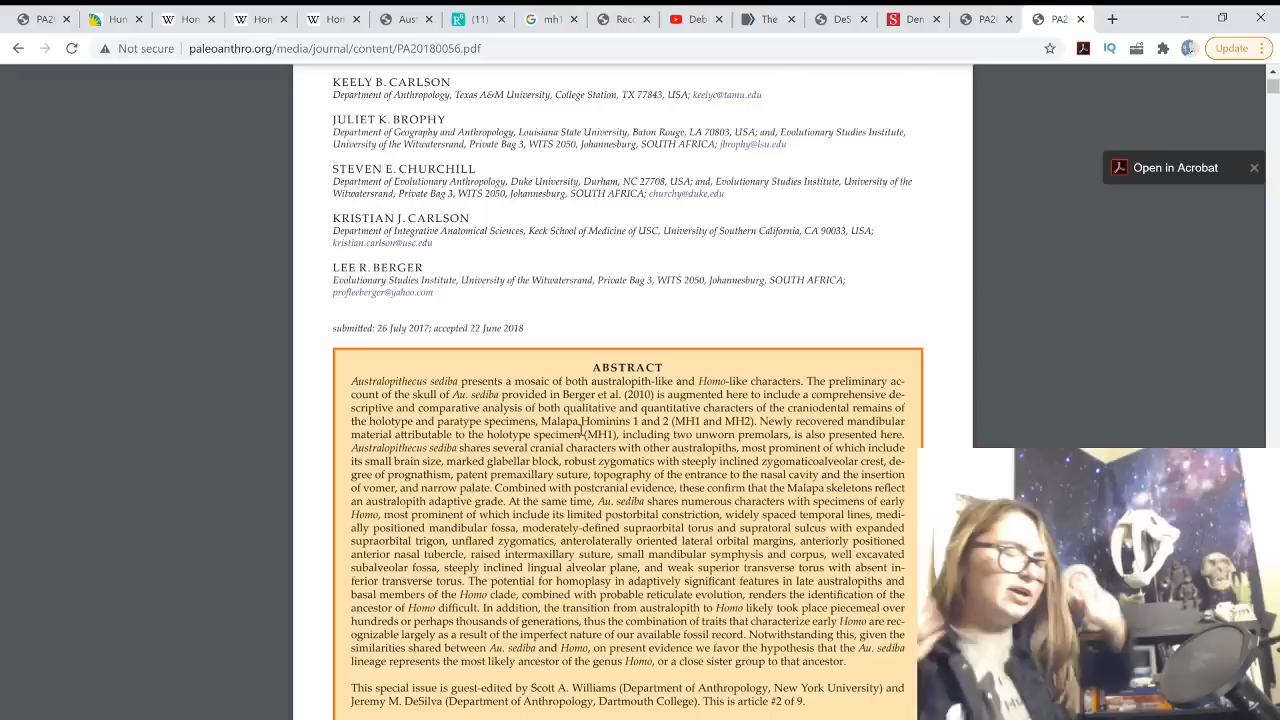 PA20
Hun
Hon
Hon
Hon
Aus
(11)
mh1
Reco
Deb
The
DeS
Den
PA20
PA2
Not secure
paleoanthro.org/media/journal/content/PA20180056.pdf
IQ
Update
Open in Acrobat
KEELY B. CARLSON
Department of Anthropology, Texas A&M University, College Station, TX 77843, USA; keelyc@tamu.edu
JULIET K. BROPHY
Department of Geography and Anthropology, Louisiana State University, Baton Rouge, LA 70803, USA; and, Evolutionary Studies Institute,
University of the Witwatersrand, Private Bag 3, WITS 2050, Johannesburg, SOUTH AFRICA; jbrophy@lsu.edu
STEVEN E. CHURCHILL
Department of Evolutionary Anthropology, Duke University, Durham, NC 27708, USA; and, Evolutionary Studies Institute, University of the
Witwatersrand, Private Bag 3, WITS 2050, Johannesburg, SOUTH AFRICA; churchy@duke.edu
KRISTIAN J. CARLSON
Department of Integrative Anatomical Sciences, Keck School of Medicine of USC, University of Southern California, CA 90033, USA;
kristian.carlson@usc.edu
LEE R. BERGER
Evolutionary Studies Institute, University of the Witwatersrand, Private Bag 3, WITS 2050, Johannesburg, SOUTH AFRICA;
profleeberger@yahoo.com
submitted: 26 July 2017; accepted 22 June 2018
ABSTRACT
Australopithecus sediba presents a mosaic of both australopith-like and Homo-like characters. The preliminary ac-
count of the skull of Au. sediba provided in Berger et al. (2010) is augmented here to include a comprehensive de-
scriptive and comparative analysis of both qualitative and quantitative characters of the craniodental remains of
the holotype and paratype specimens, Malapa Hominins 1 and 2 (MH1 and MH2). Newly recovered mandibular
material attributable to the holotype specimen (MH1), including two unworn premolars, is also presented here.
Australopithecus sediba shares several cranial characters with other australopiths, most prominent of which include
its small brain size, marked glabellar block, robust zygomatics with steeply inclined zygomaticoalveolar crest, de-
gree of prognathism, patent premaxillary suture, topography of the entrance to the nasal cavity and the insertion
of vomer, and narrow palate. Combined with postcranial evidence, these confirm that the Malapa skeletons reflect
an australopith adaptive grade. At the same time, Au. sediba shares numerous characters with specimens of early
Homo, most prominent of which include its limited postorbital constriction, widely spaced temporal lines, medi-
ally positioned mandibular fossa, moderately-defined supraorbital torus and supratoral sulcus with expanded
supraorbital trigon, unflared zygomatics, anterolaterally oriented lateral orbital margins, anteriorly positioned
anterior nasal tubercle, raised intermaxillary suture, small mandibular symphysis and corpus, well excavated
subalveolar fossa, steeply inclined lingual alveolar plane, and weak superior transverse torus with absent in-
ferior transverse torus. The potential for homoplasy in adaptively significant features in late australopiths and
basal members of the Homo clade, combined with probable reticulate evolution, renders the identification of the
ancestor of Homo difficult. In addition, the transition from australopith to Homo likely took place piecemeal over
hundreds or perhaps thousands of generations, thus the combination of traits that characterize early Homo are rec-
ognizable largely as a result of the imperfect nature of our available fossil record. Notwithstanding this, given the
similarities shared between Au. sediba and Homo, on present evidence we favor the hypothesis that the Au. sediba
lineage represents the most likely ancestor of the genus Homo, or a close sister group to that ancestor.
This special issue is guest-edited by Scott A. Williams (Department of Anthropology, New York University) and
Jeremy M. DeSilva (Department of Anthropology, Dartmouth College). This is article #2 of 9.